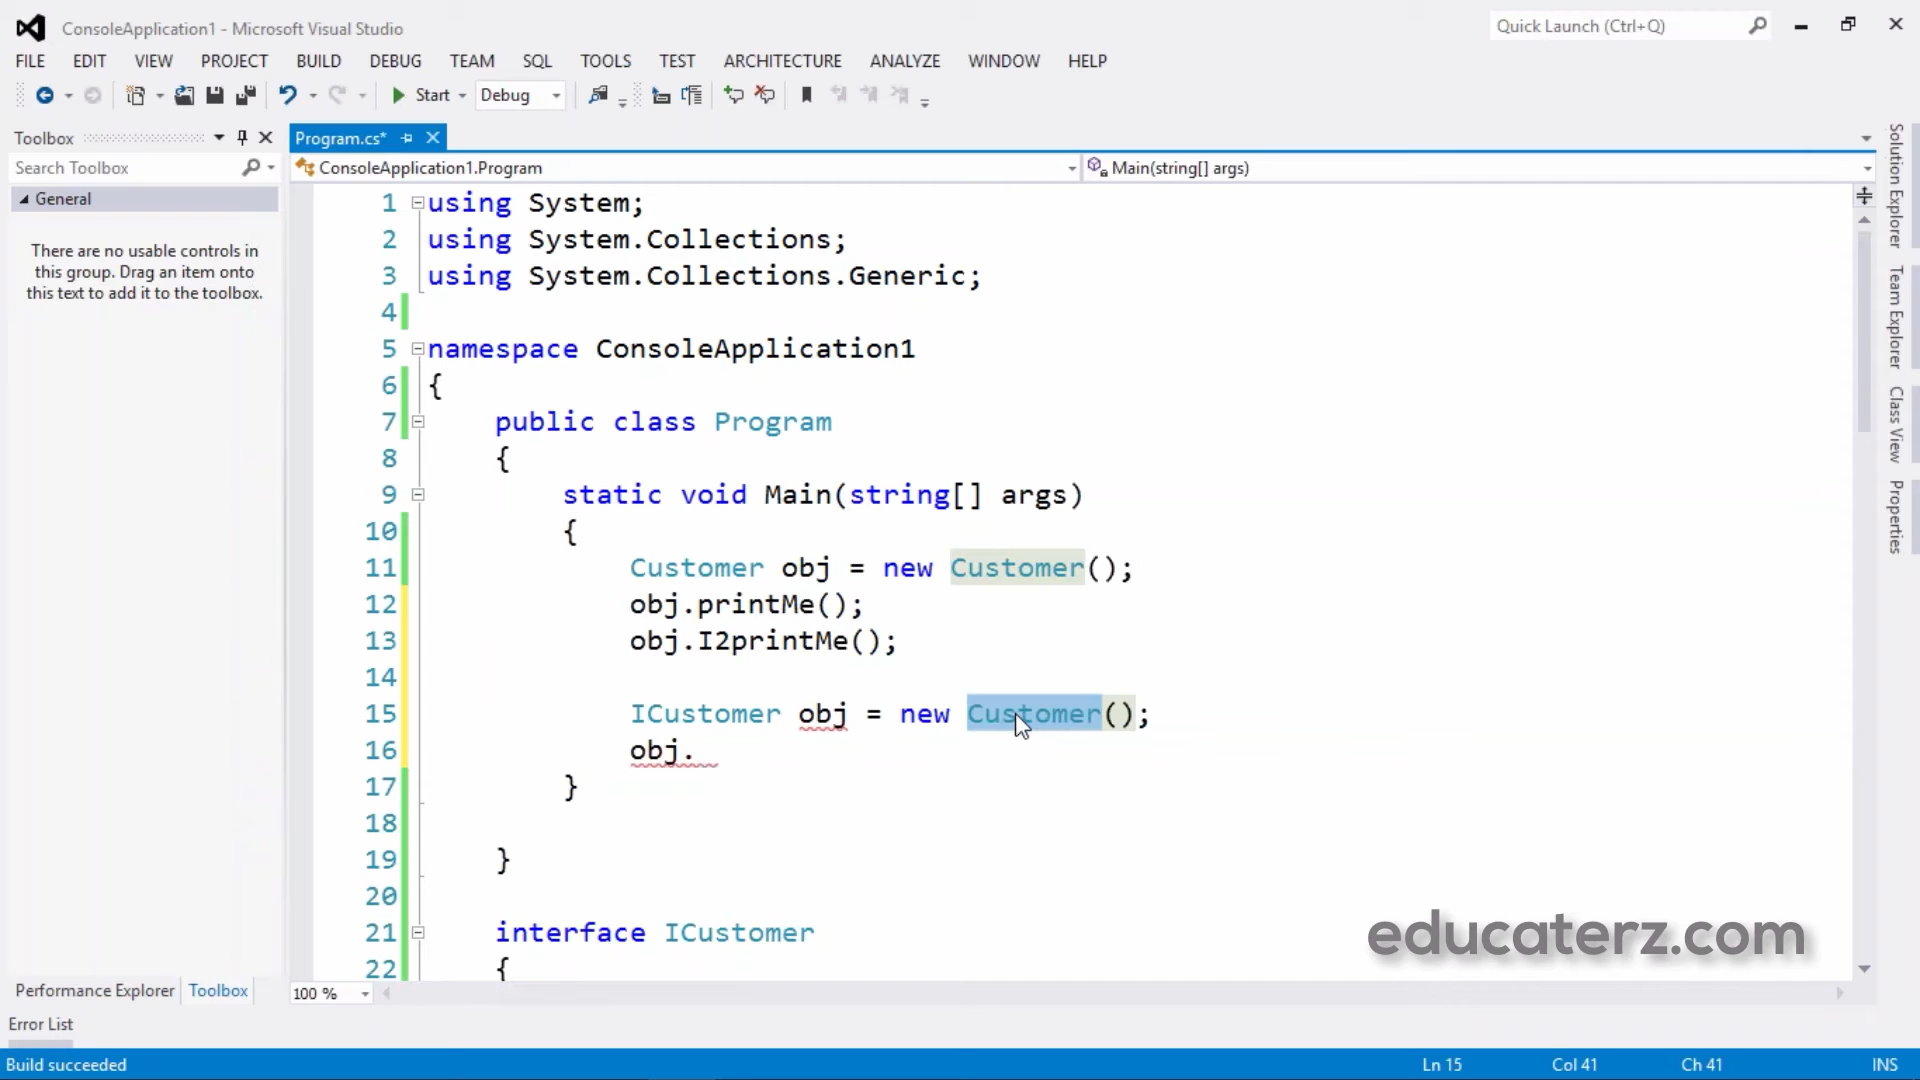 ConsoleApplication1 - Microsoft Visual Studio
Quick Launch (Ctrl+Q)
FILE EDIT VIEW PROJECT BUILD DEBUG TEAM SQL TOOLS TEST ARCHITECTURE ANALYZE WINDOW HELP
Start Debug
Toolbox
Program.cs*
Search Toolbox
ConsoleApplication1.Program
Main(string[] args)
General
There are no usable controls in
this group. Drag an item onto
this text to add it to the toolbox.
1 using System;
2 using System.Collections;
3 using System.Collections.Generic;
4
5 namespace ConsoleApplication1
6 {
7 public class Program
8 {
9 static void Main(string[] args)
10 {
11 Customer obj = new Customer();
12 obj.printMe();
13 obj.I2printMe();
14
15 ICustomer obj = new Customer();
16 obj.
17 }
18
19 }
20
21 interface ICustomer
22 {
Solution Explorer
Team Explorer
Class View
Properties
educaterz.com
Performance Explorer Toolbox
100 %
Error List
Build succeeded
Ln 15 Col 41 Ch 41 INS